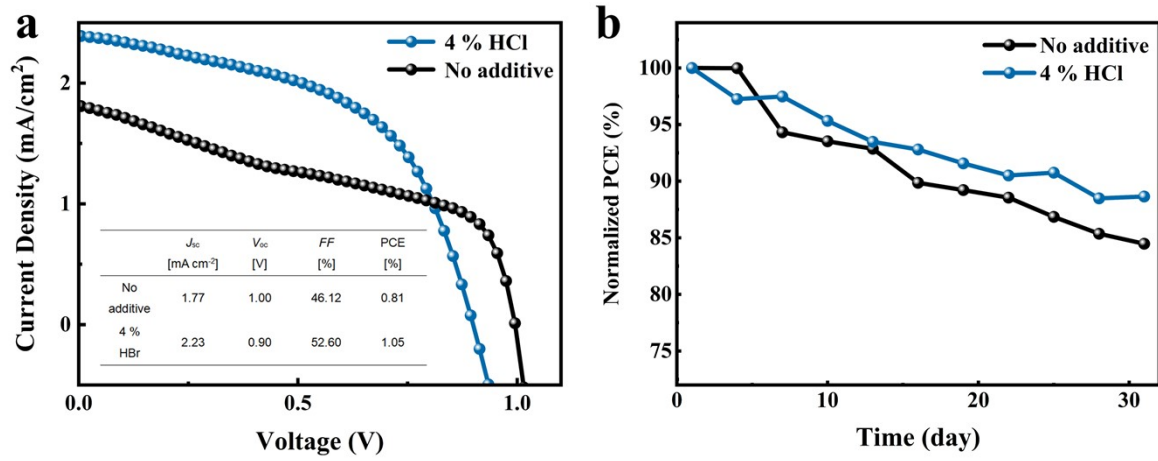 a
4 % HCl
No additive
Current Density (mA/cm²)
2
1
0
Jsc Voc FF PCE
[mA cm-2] [V] [%] [%]
No
additive 1.77 1.00 46.12 0.81
4 %
HBr 2.23 0.90 52.60 1.05
0.0 0.5 1.0
Voltage (V)
b
No additive
4 % HCl
Normalized PCE (%)
100
95
90
85
80
75
0 10 20 30
Time (day)